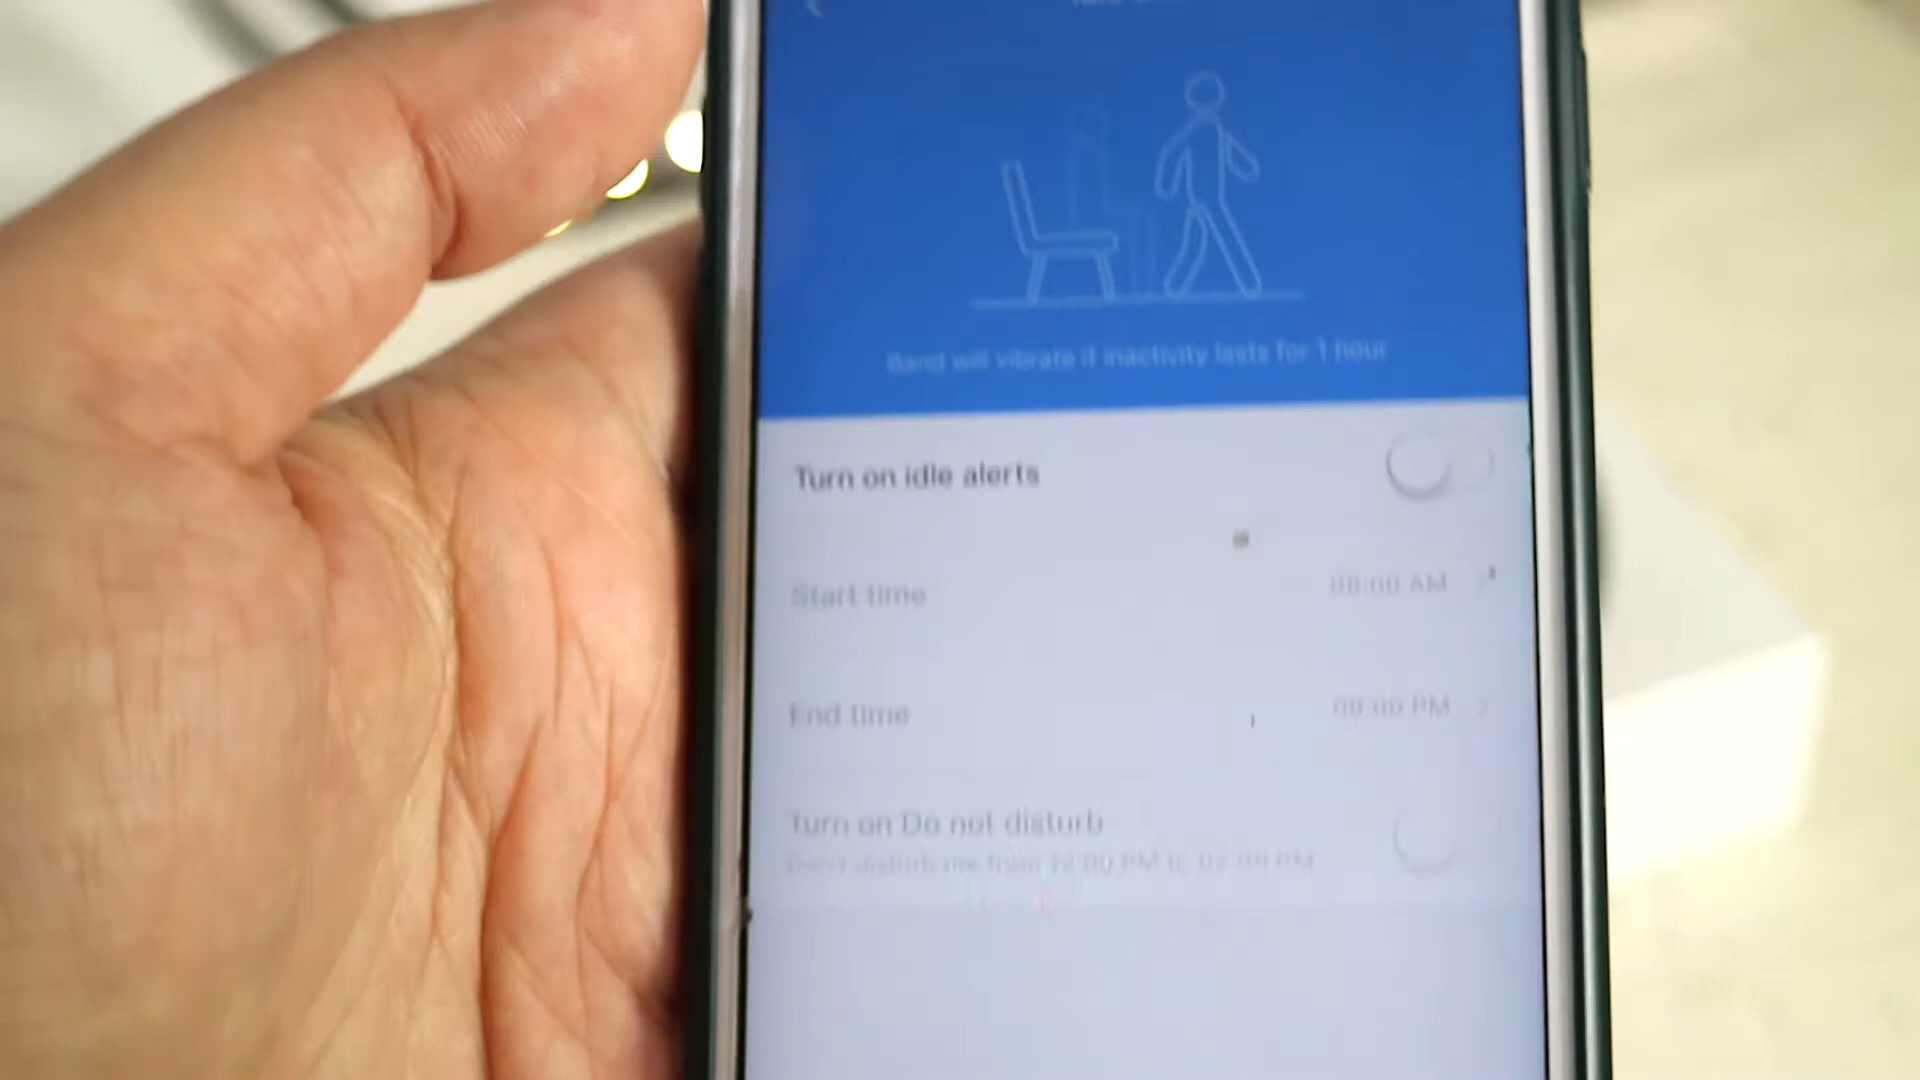 Band will vibrate if inactivity lasts for 1 hour
Turn on idle alerts
Start time
08:00 AM
End time
09:00 PM
Turn on Do not disturb
Don't disturb me from 12:00 PM to 02:00 PM